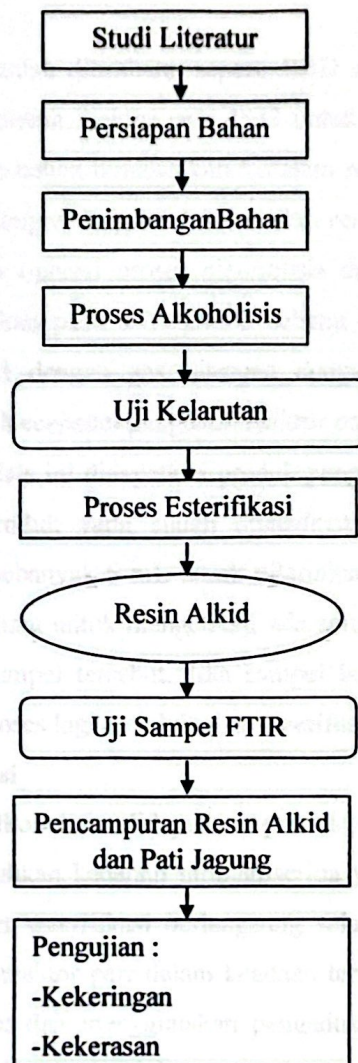 Studi Literatur
Persiapan Bahan
PenimbanganBahan
Proses Alkoholisis
Uji Kelarutan
Proses Esterifikasi
Resin Alkid
Uji Sampel FTIR
Pencampuran Resin Alkid
dan Pati Jagung
Pengujian :
-Kekeringan
-Kekerasan